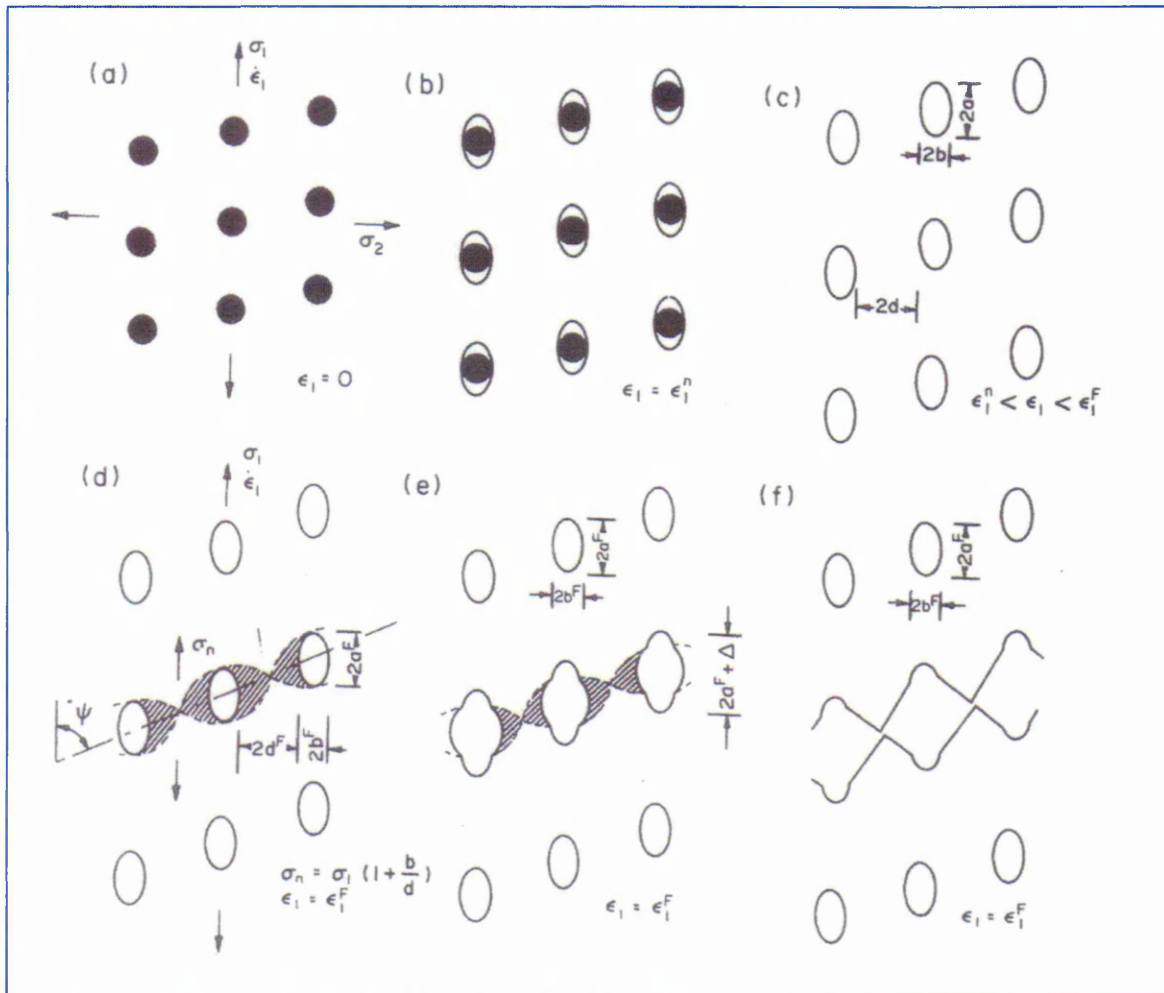 (a)
σ₁
ε̇₁
σ₂
ε₁ = 0
(b)
ε₁ = ε₁ⁿ
(c)
2a
2b
2d
ε₁ⁿ < ε₁ < ε₁ᶠ
(d)
σ₁
ε̇₁
σₙ
2aᶠ
ψ
2dᶠ
2bᶠ
σₙ = σ₁ (1 + b/d)
ε₁ = ε₁ᶠ
(e)
2aᶠ
2bᶠ
2aᶠ + Δ
ε₁ = ε₁ᶠ
(f)
2aᶠ
2bᶠ
ε₁ = ε₁ᶠ